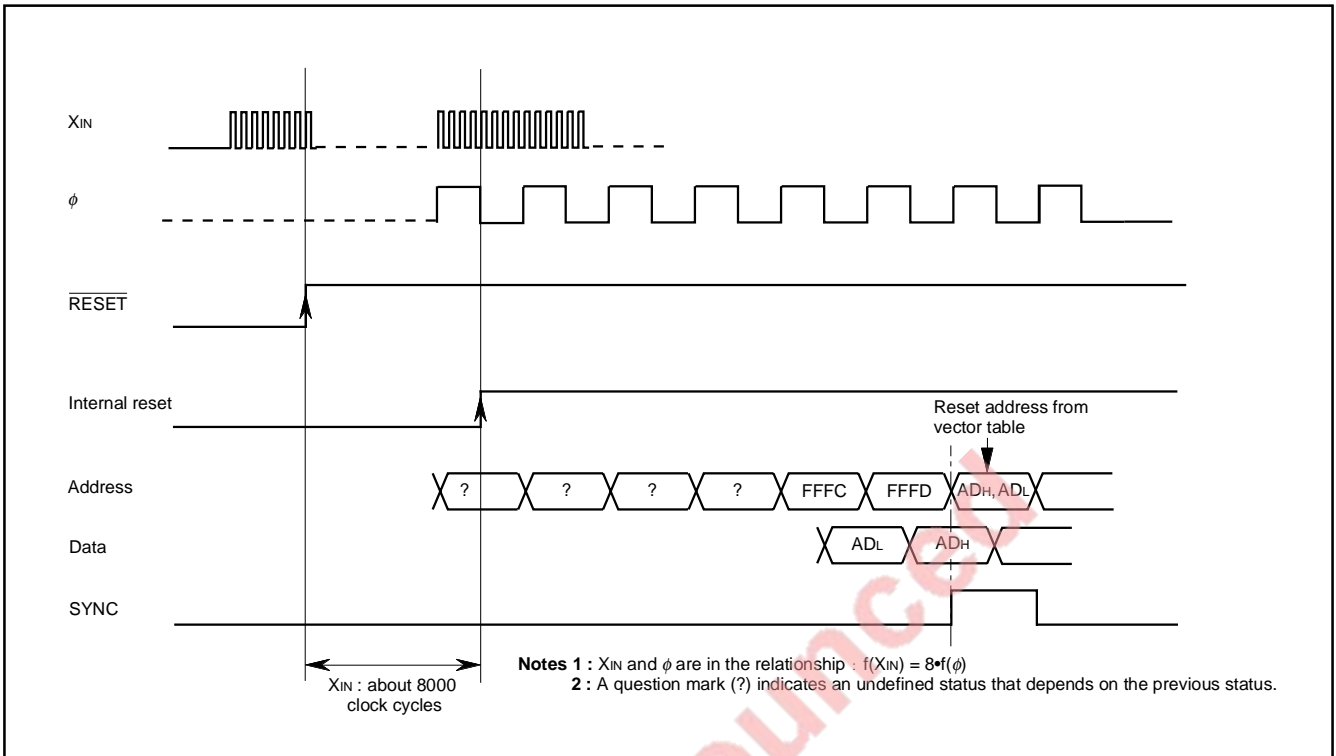 XIN
ϕ
RESET
Internal reset
Reset address from
vector table
Address
? ? ? ? FFFC FFFD ADH, ADL
Data
ADL ADH
SYNC
XIN : about 8000
clock cycles
Notes 1 : XIN and ϕ are in the relationship : f(XIN) = 8•f(ϕ)
2 : A question mark (?) indicates an undefined status that depends on the previous status.
ounced